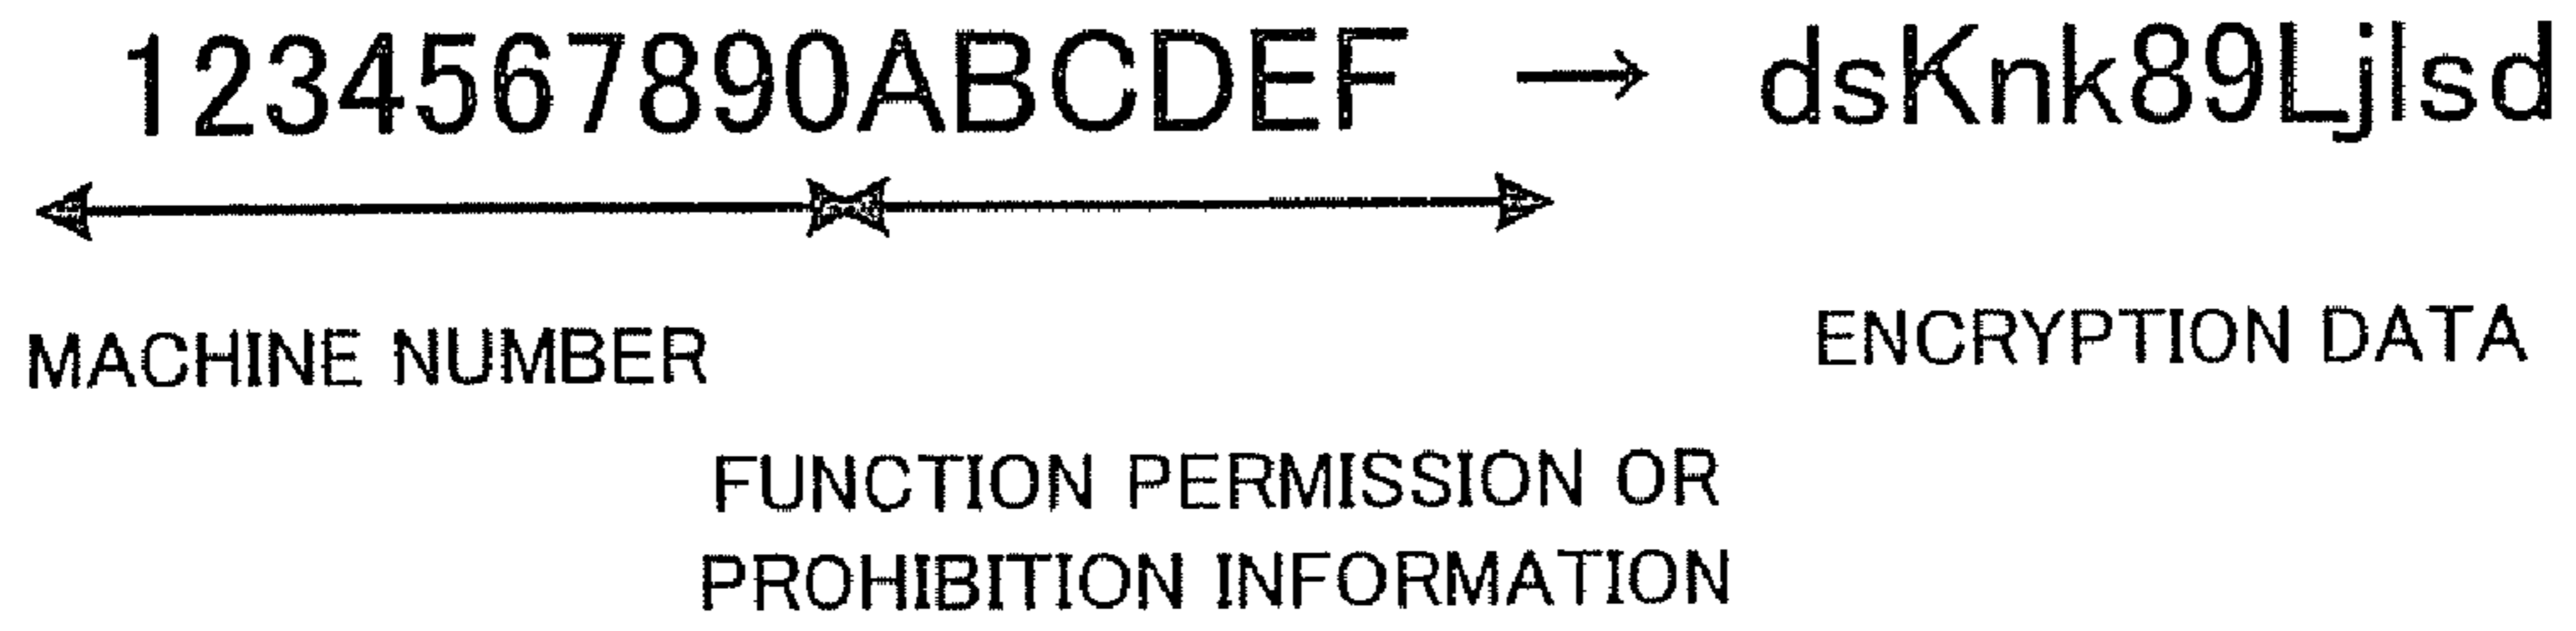 1234567890ABCDEF → dsKnk89Ljlsd
MACHINE NUMBER ENCRYPTION DATA
FUNCTION PERMISSION OR
PROHIBITION INFORMATION